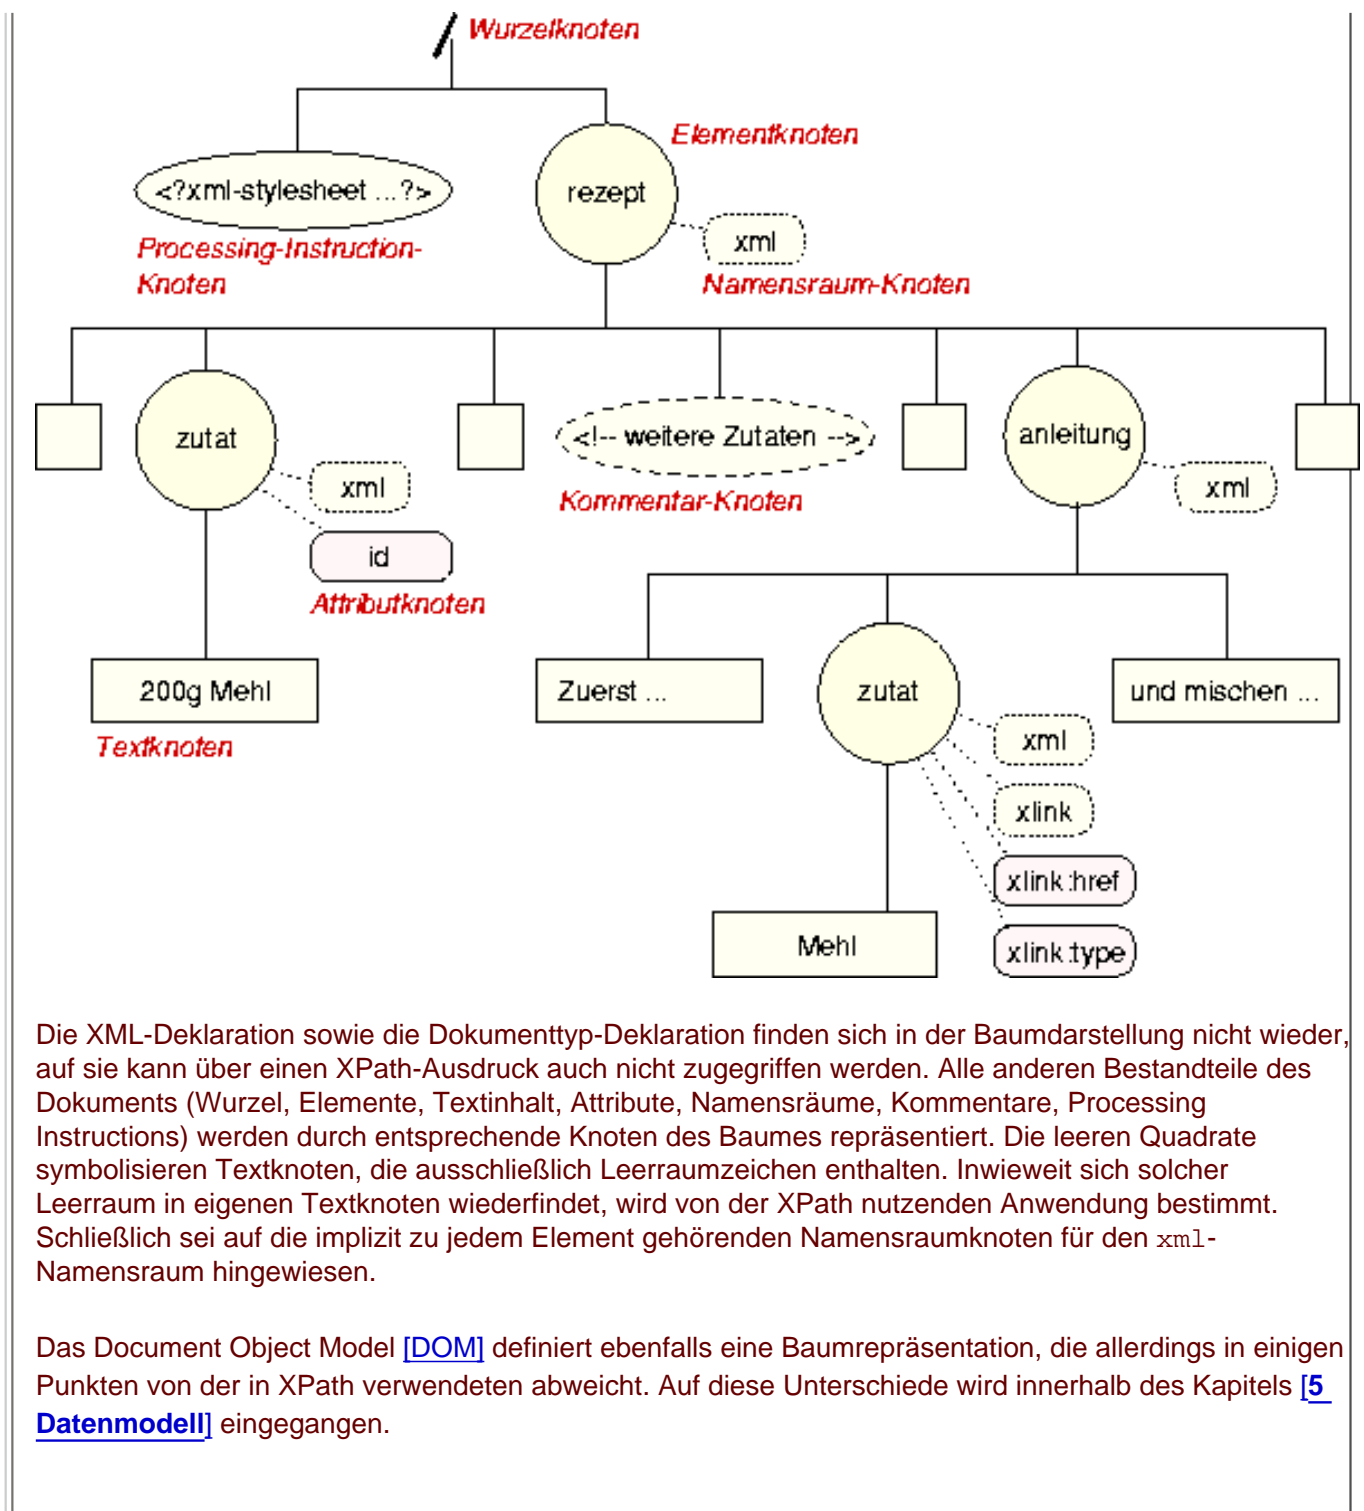 / Wurzelknoten
Elementknoten
<?xml-stylesheet ...?>
rezept
xml
Processing-Instruction-
Knoten
Namensraum-Knoten
zutat
<!-- weitere Zutaten -->
anleitung
xml
xml
Kommentar-Knoten
id
Attributknoten
200g Mehl
Zuerst ...
zutat
und mischen ...
Textknoten
xml
xlink
xlink:href
Mehl
xlink:type
Die XML-Deklaration sowie die Dokumenttyp-Deklaration finden sich in der Baumdarstellung nicht wieder,
auf sie kann über einen XPath-Ausdruck auch nicht zugegriffen werden. Alle anderen Bestandteile des
Dokuments (Wurzel, Elemente, Textinhalt, Attribute, Namensräume, Kommentare, Processing
Instructions) werden durch entsprechende Knoten des Baumes repräsentiert. Die leeren Quadrate
symbolisieren Textknoten, die ausschließlich Leerraumzeichen enthalten. Inwieweit sich solcher
Leerraum in eigenen Textknoten wiederfindet, wird von der XPath nutzenden Anwendung bestimmt.
Schließlich sei auf die implizit zu jedem Element gehörenden Namensraumknoten für den xml-
Namensraum hingewiesen.
Das Document Object Model [DOM] definiert ebenfalls eine Baumrepräsentation, die allerdings in einigen
Punkten von der in XPath verwendeten abweicht. Auf diese Unterschiede wird innerhalb des Kapitels [5
Datenmodell] eingegangen.